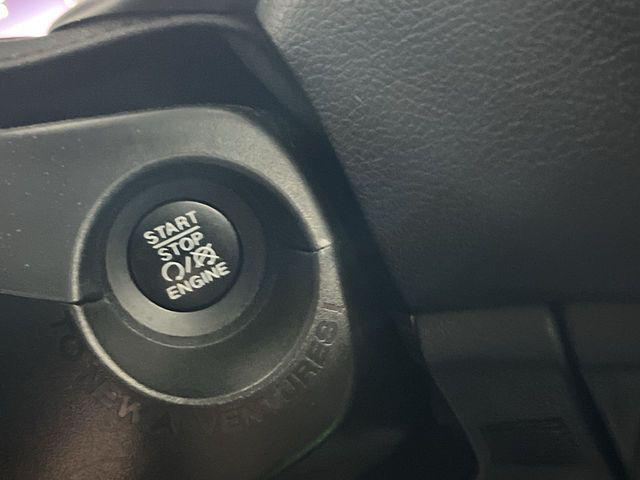 START
STOP
ENGINE
TO NEW ADVENTURES!